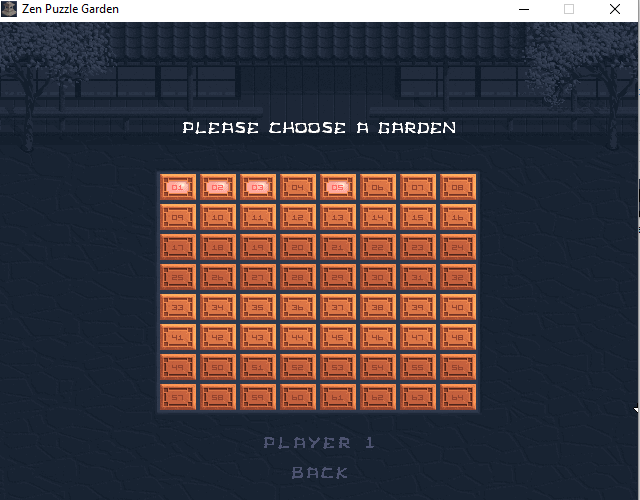 Zen Puzzle Garden
PLEASE CHOOSE A GARDEN
01 02 03 04 05 06 07 08
09 10 11 12 13 14 15 16
17 18 19 20 21 22 23 24
25 26 27 28 29 30 31 32
33 34 35 36 37 38 39 40
41 42 43 44 45 46 47 48
49 50 51 52 53 54 55 56
57 58 59 60 61 62 63 64
PLAYER 1
BACK